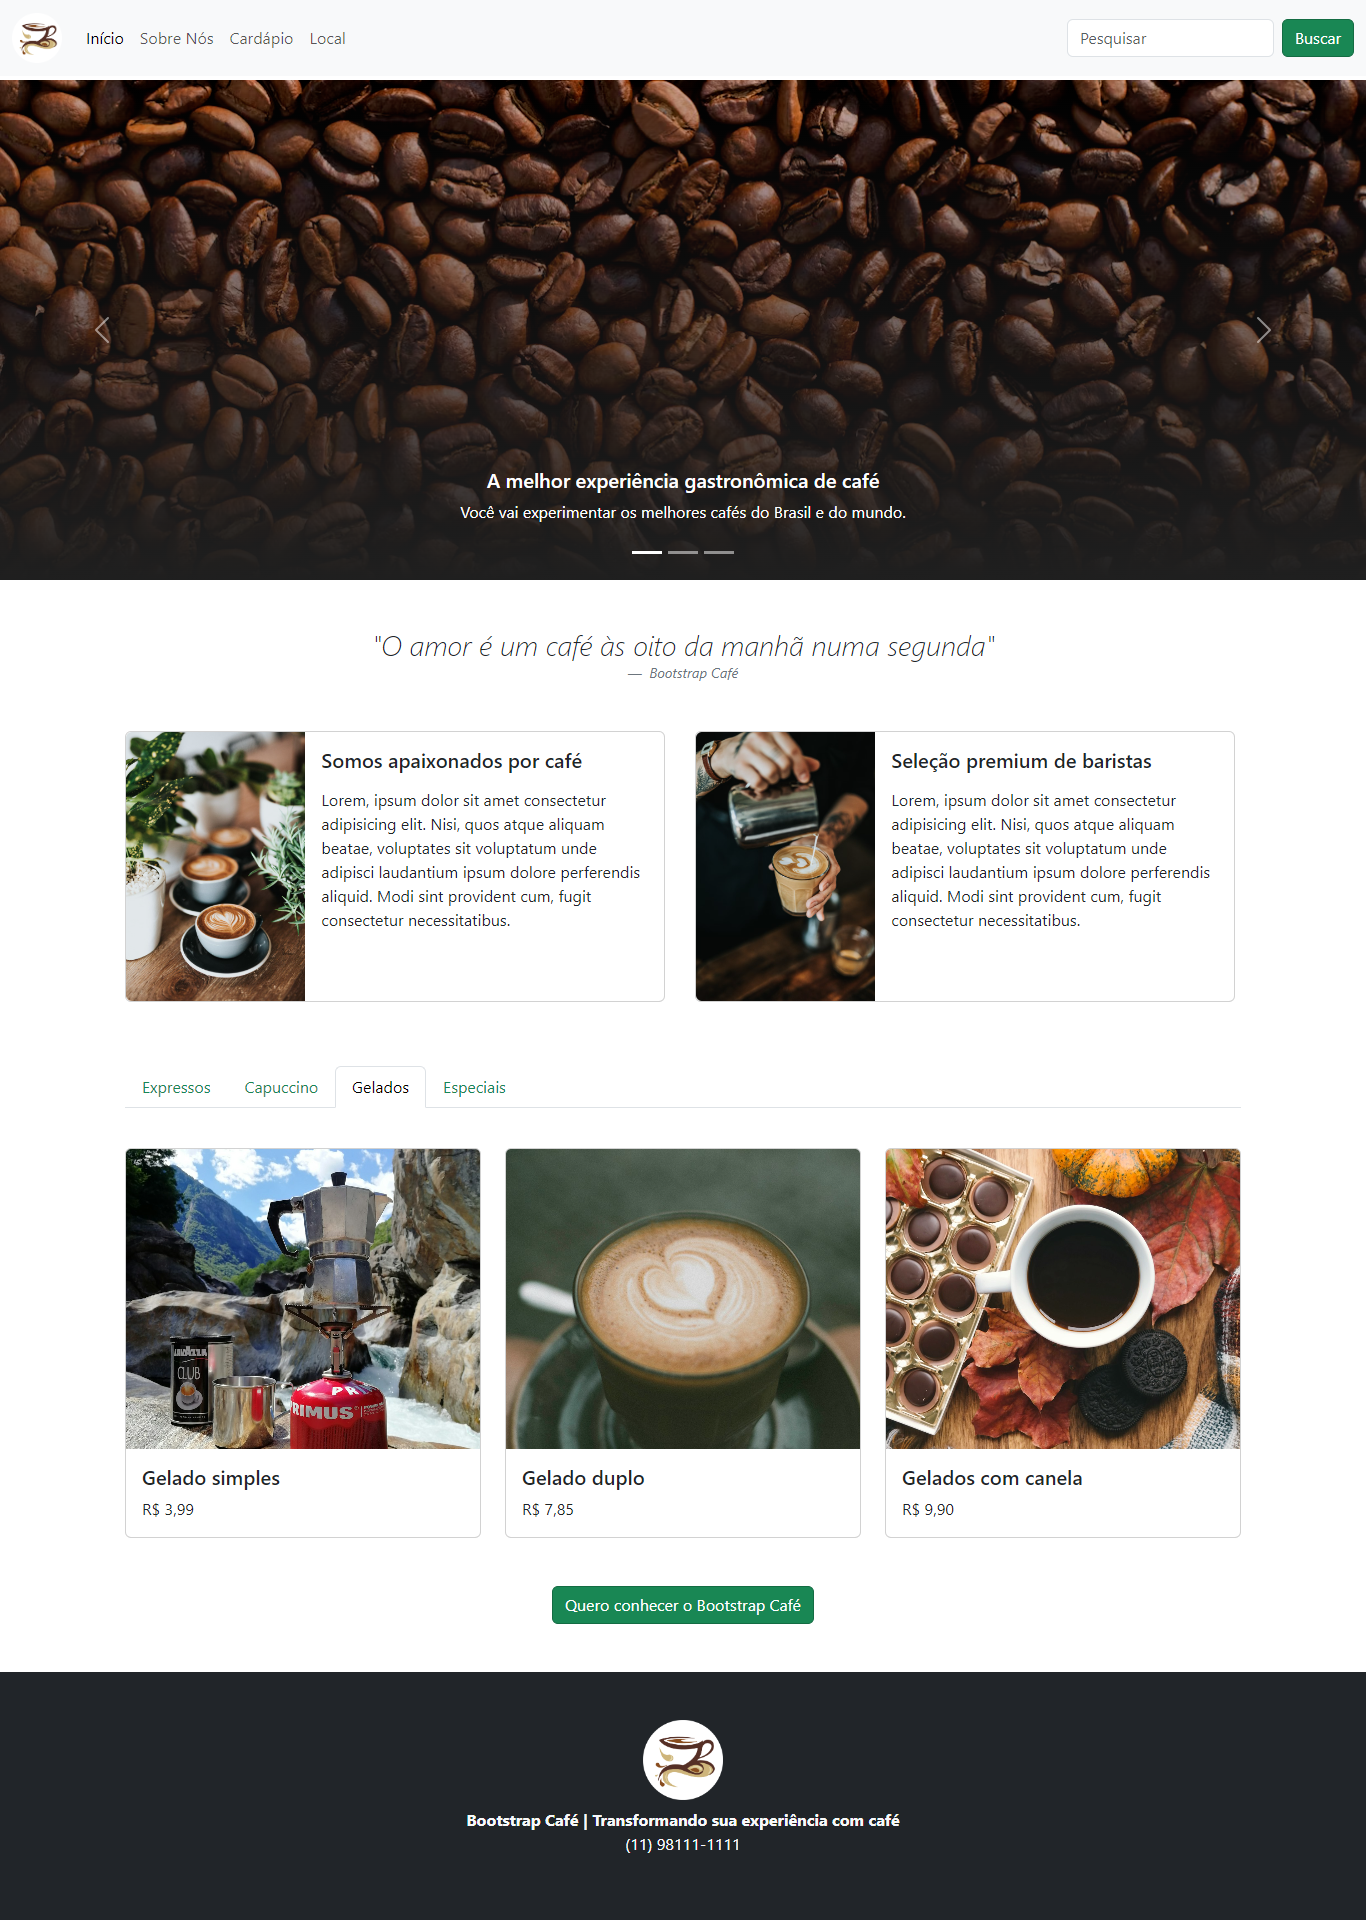 Início Sobre Nós Cardápio Local Pesquisar Buscar
A melhor experiência gastronômica de café
Você vai experimentar os melhores cafés do Brasil e do mundo.
"O amor é um café às oito da manhã numa segunda"
— Bootstrap Café
Somos apaixonados por café
Lorem, ipsum dolor sit amet consectetur
adipisicing elit. Nisi, quos atque aliquam
beatae, voluptates sit voluptatum unde
adipisci laudantium ipsum dolore perferendis
aliquid. Modi sint provident cum, fugit
consectetur necessitatibus.
Seleção premium de baristas
Lorem, ipsum dolor sit amet consectetur
adipisicing elit. Nisi, quos atque aliquam
beatae, voluptates sit voluptatum unde
adipisci laudantium ipsum dolore perferendis
aliquid. Modi sint provident cum, fugit
consectetur necessitatibus.
Expressos Capuccino Gelados Especiais
LAVAZZA
CLUB
PRIMUS
Gelado simples
R$ 3,99
Gelado duplo
R$ 7,85
Gelados com canela
R$ 9,90
Quero conhecer o Bootstrap Café
Bootstrap Café | Transformando sua experiência com café
(11) 98111-1111